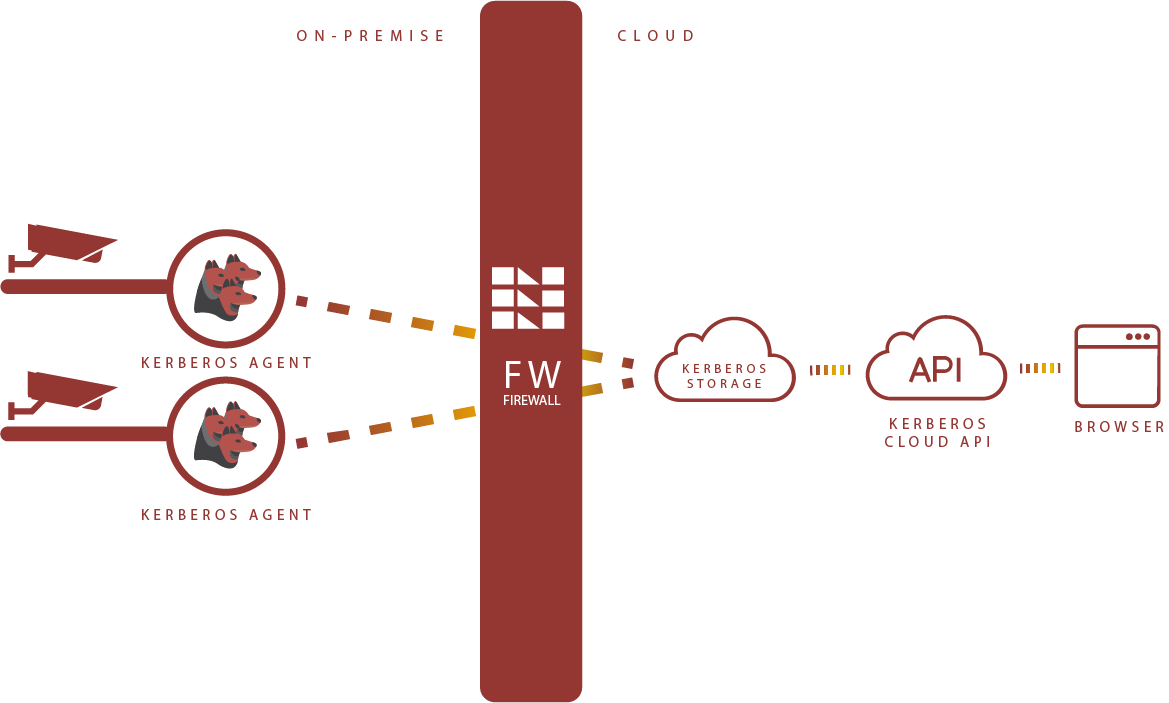 ON-PREMISE
CLOUD
KERBEROS AGENT
KERBEROS AGENT
FW
FIREWALL
KERBEROS
STORAGE
API
KERBEROS
CLOUD API
BROWSER